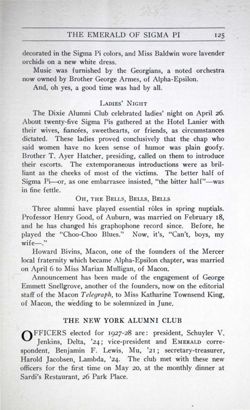 THE EMERALD OF SIGMA PI 125
decorated in the Sigma Pi colors, and Miss Baldwin wore lavender
orchids on a new white dress.
Music was furnished by the Georgians, a noted orchestra
now owned by Brother George Armes, of Alpha-Epsilon.
And, oh yes, a good time was had by all.
LADIES' NIGHT
The Dixie Alumni Club celebrated ladies' night on April 26.
About twenty-five Sigma Pis gathered at the Hotel Lanier with
their wives, fiancées, sweethearts, or friends, as circumstances
dictated. These ladies proved conclusively that the chap who
said women have no keen sense of humor was plain goofy.
Brother T. Ayer Hatcher, presiding, called on them to introduce
their escorts. The extemporaneous introductions were as bril-
liant as the cheeks of most of the victims. The better half of
Sigma Pi—or, as one embarrasee insisted, "the bitter half"—was
in fine fettle.
OH, THE BELLS, BELLS, BELLS
Three alumni have played essential roles in spring nuptials.
Professor Henry Good, of Auburn, was married on February 18,
and he has changed his graphophone record since. Before, he
played the "Choo-Choo Blues." Now, it's, "Can't, boys, my
wife—."
Howard Bivins, Macon, one of the founders of the Mercer
local fraternity which became Alpha-Epsilon chapter, was married
on April 6 to Miss Marian Mulligan, of Macon.
Announcement has been made of the engagement of George
Emmett Snellgrove, another of the founders, now on the editorial
staff of the Macon Telegraph, to Miss Katharine Townsend King,
of Macon, the wedding to be solemnized in June.
THE NEW YORK ALUMNI CLUB
OFFICERS elected for 1927-28 are: president, Schuyler V.
Jenkins, Delta, '24; vice-president and EMERALD corre-
spondent, Benjamin F. Lewis, Mu, '21; secretary-treasurer,
Harold Jacobsen, Lambda, '24. The club met with these new
officers for the first time on May 20, at the monthly dinner at
Sardi's Restaurant, 26 Park Place.